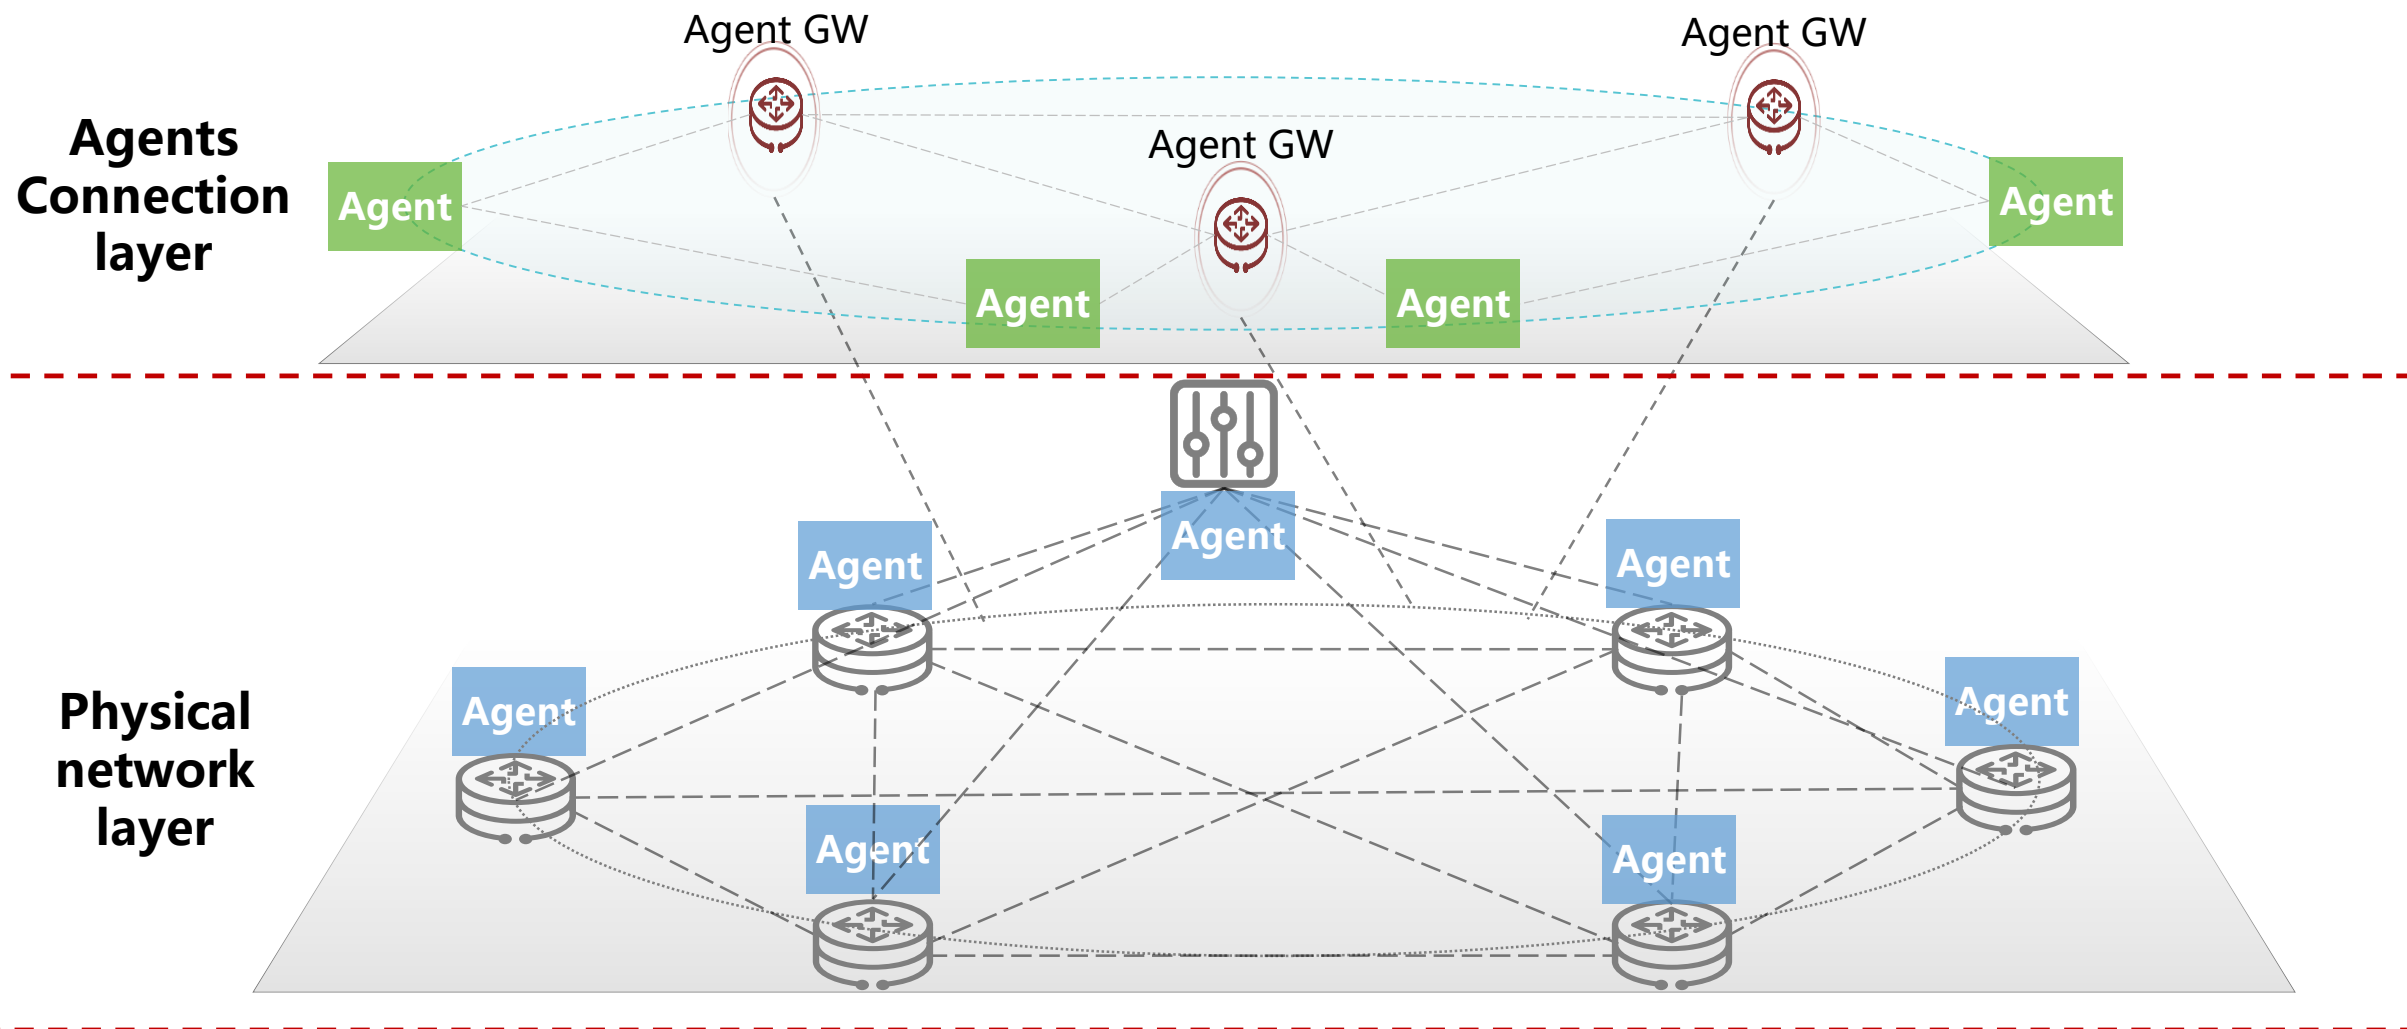 Agent GW
Agent GW
Agent GW
Agents
Connection
layer
Agent
Agent
Agent
Agent
Agent
Agent
Agent
Agent
Agent
Physical
network
layer
Agent
Agent